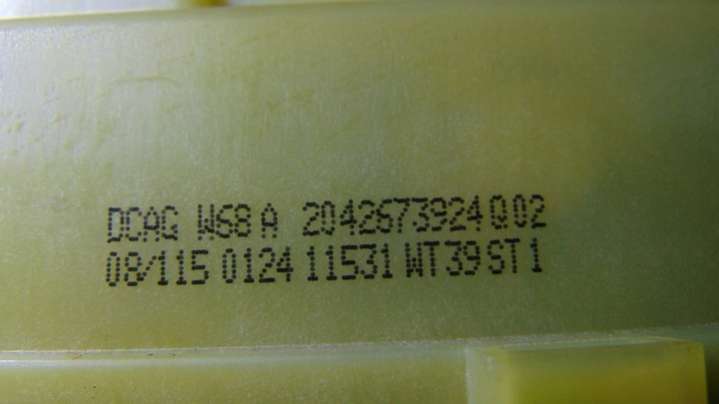 DCAG W68 A 2042673924 Q02
08/115 0124 11531 WT39 ST1